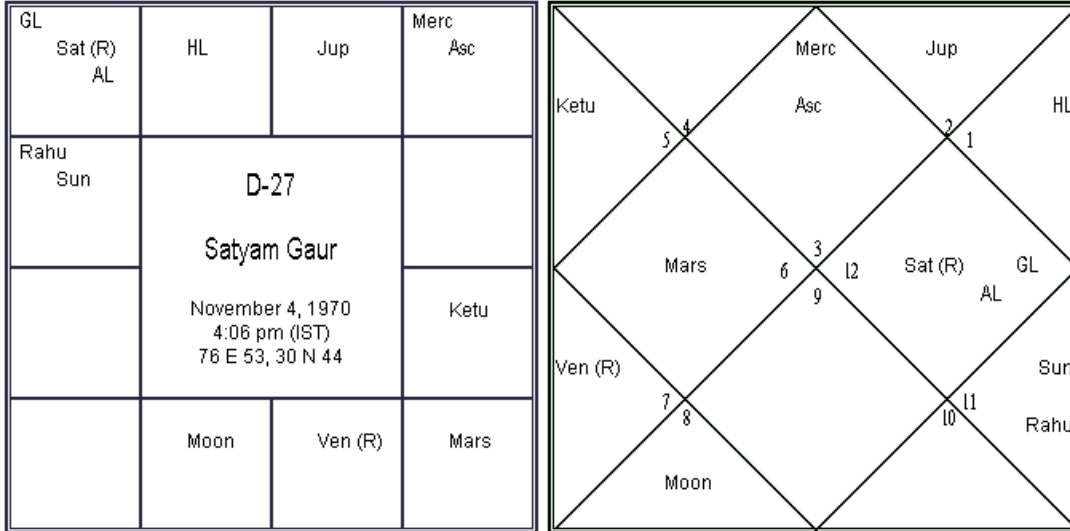 GL
Sat (R)
AL
HL
Jup
Merc
Asc
Rahu
Sun
D-27
Satyam Gaur
November 4, 1970
4:06 pm (IST)
76 E 53, 30 N 44
Ketu
Moon
Ven (R)
Mars
Merc
Jup
Ketu
Asc
HL
4
2
5
1
3
Mars
6
12
Sat (R)
GL
9
AL
Ven (R)
Sun
7
11
8
10
Rahu
Moon